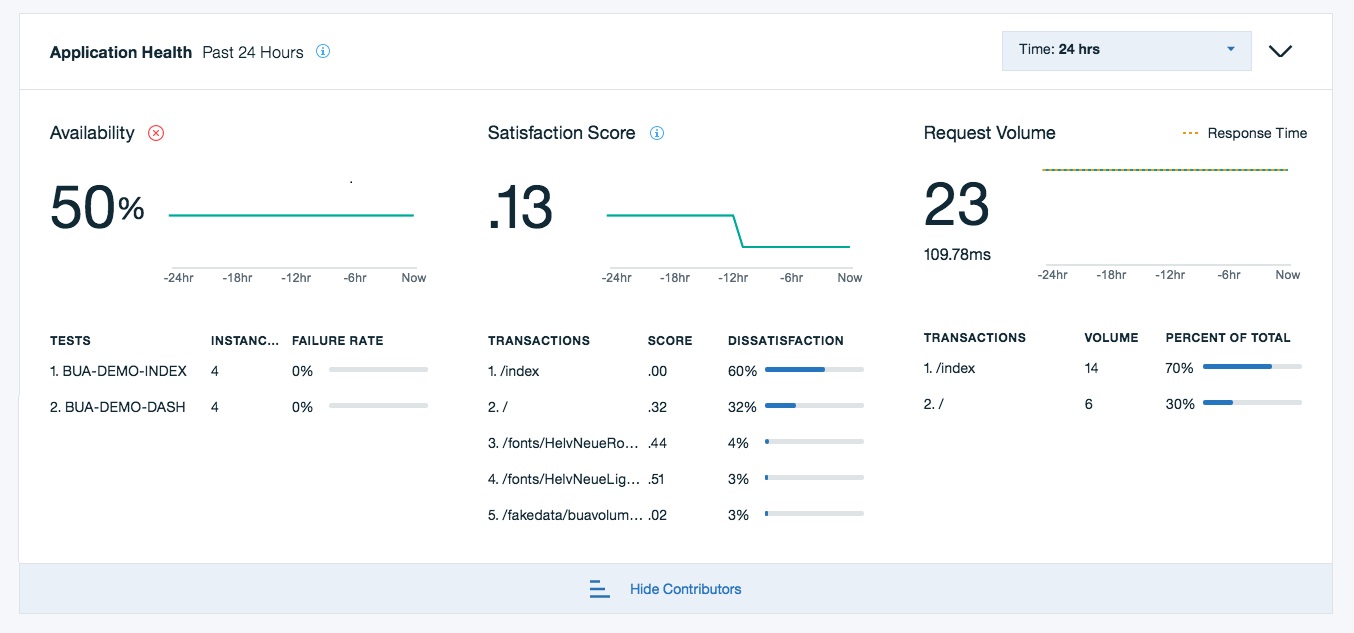 Application Health Past 24 Hours
Time: 24 hrs
Availability
50%
-24hr -18hr -12hr -6hr Now
TESTS INSTANC... FAILURE RATE
1. BUA-DEMO-INDEX 4 0%
2. BUA-DEMO-DASH 4 0%
Satisfaction Score
.13
-24hr -18hr -12hr -6hr Now
TRANSACTIONS SCORE DISSATISFACTION
1. /index .00 60%
2. / .32 32%
3. /fonts/HelvNeueRo... .44 4%
4. /fonts/HelvNeueLig... .51 3%
5. /fakedata/buavolum... .02 3%
Request Volume
Response Time
23
109.78ms
-24hr -18hr -12hr -6hr Now
TRANSACTIONS VOLUME PERCENT OF TOTAL
1. /index 14 70%
2. / 6 30%
Hide Contributors